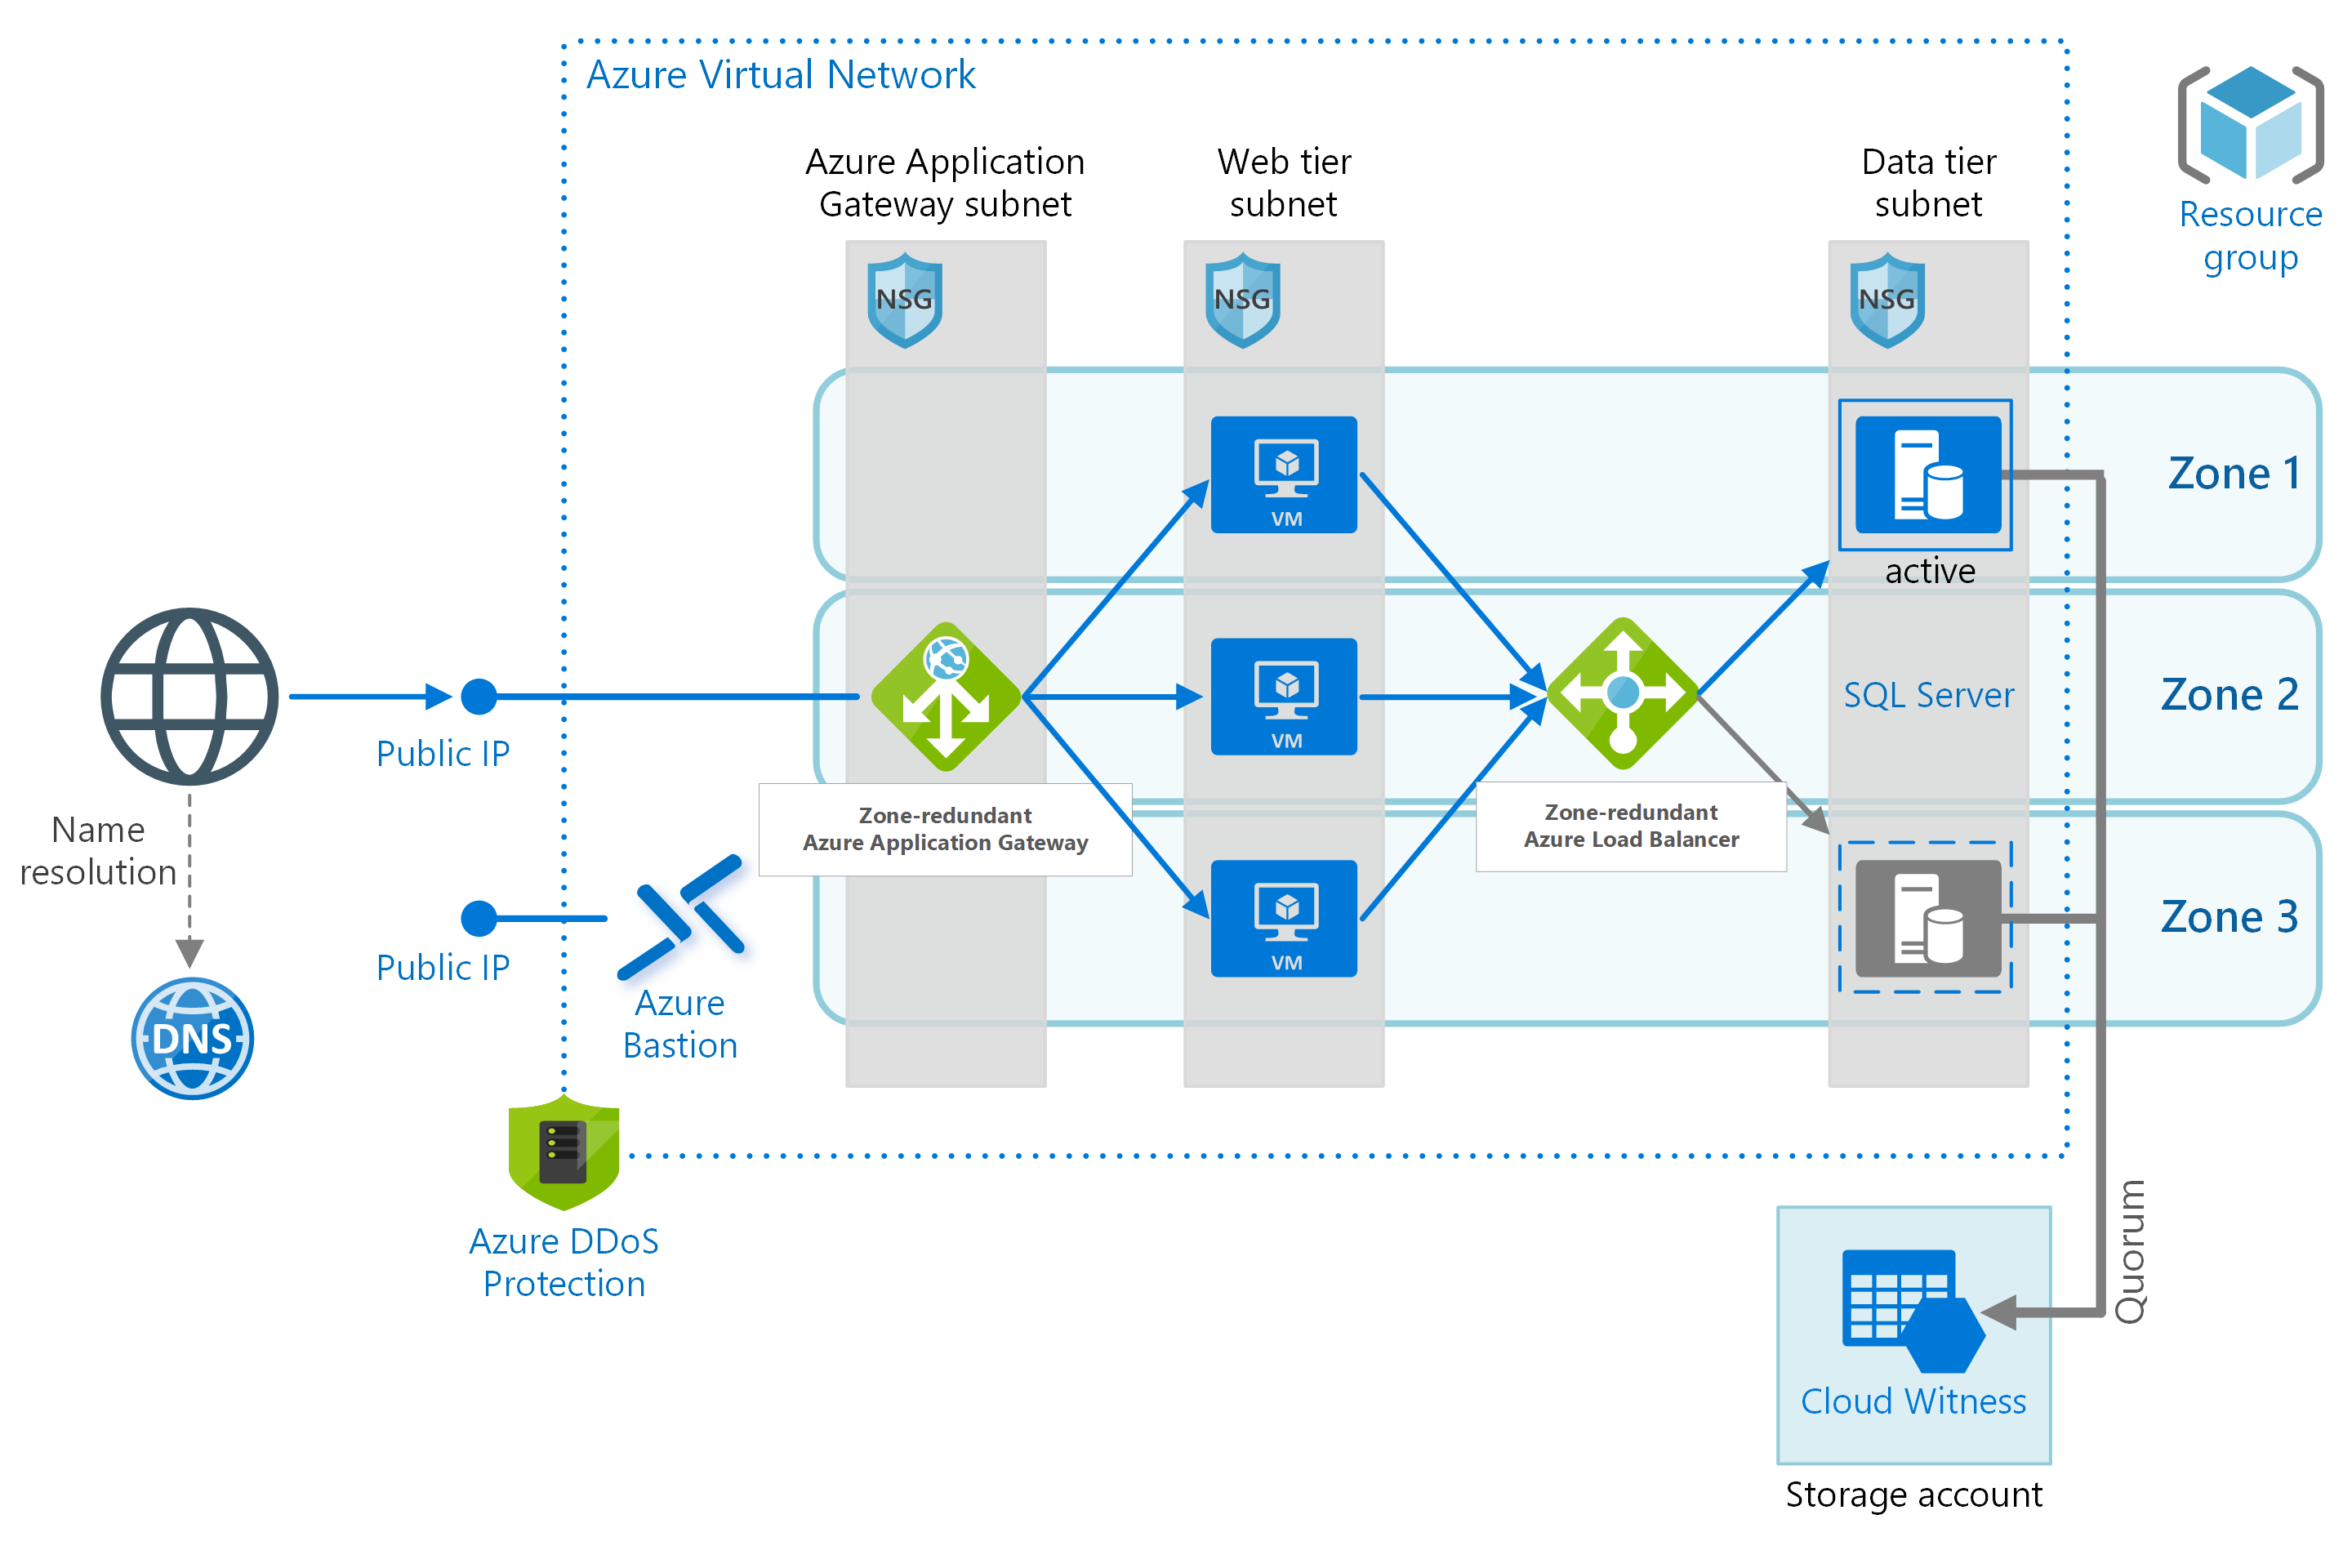 Azure Virtual Network
Azure Application
Gateway subnet
Web tier
subnet
Data tier
subnet
Resource
group
NSG
NSG
NSG
VM
Zone 1
active
Public IP
VM
SQL Server
Zone 2
Zone-redundant
Azure Application Gateway
Zone-redundant
Azure Load Balancer
Name
resolution
Public IP
Azure
Bastion
VM
Zone 3
DNS
Azure DDoS
Protection
Quorum
Cloud Witness
Storage account